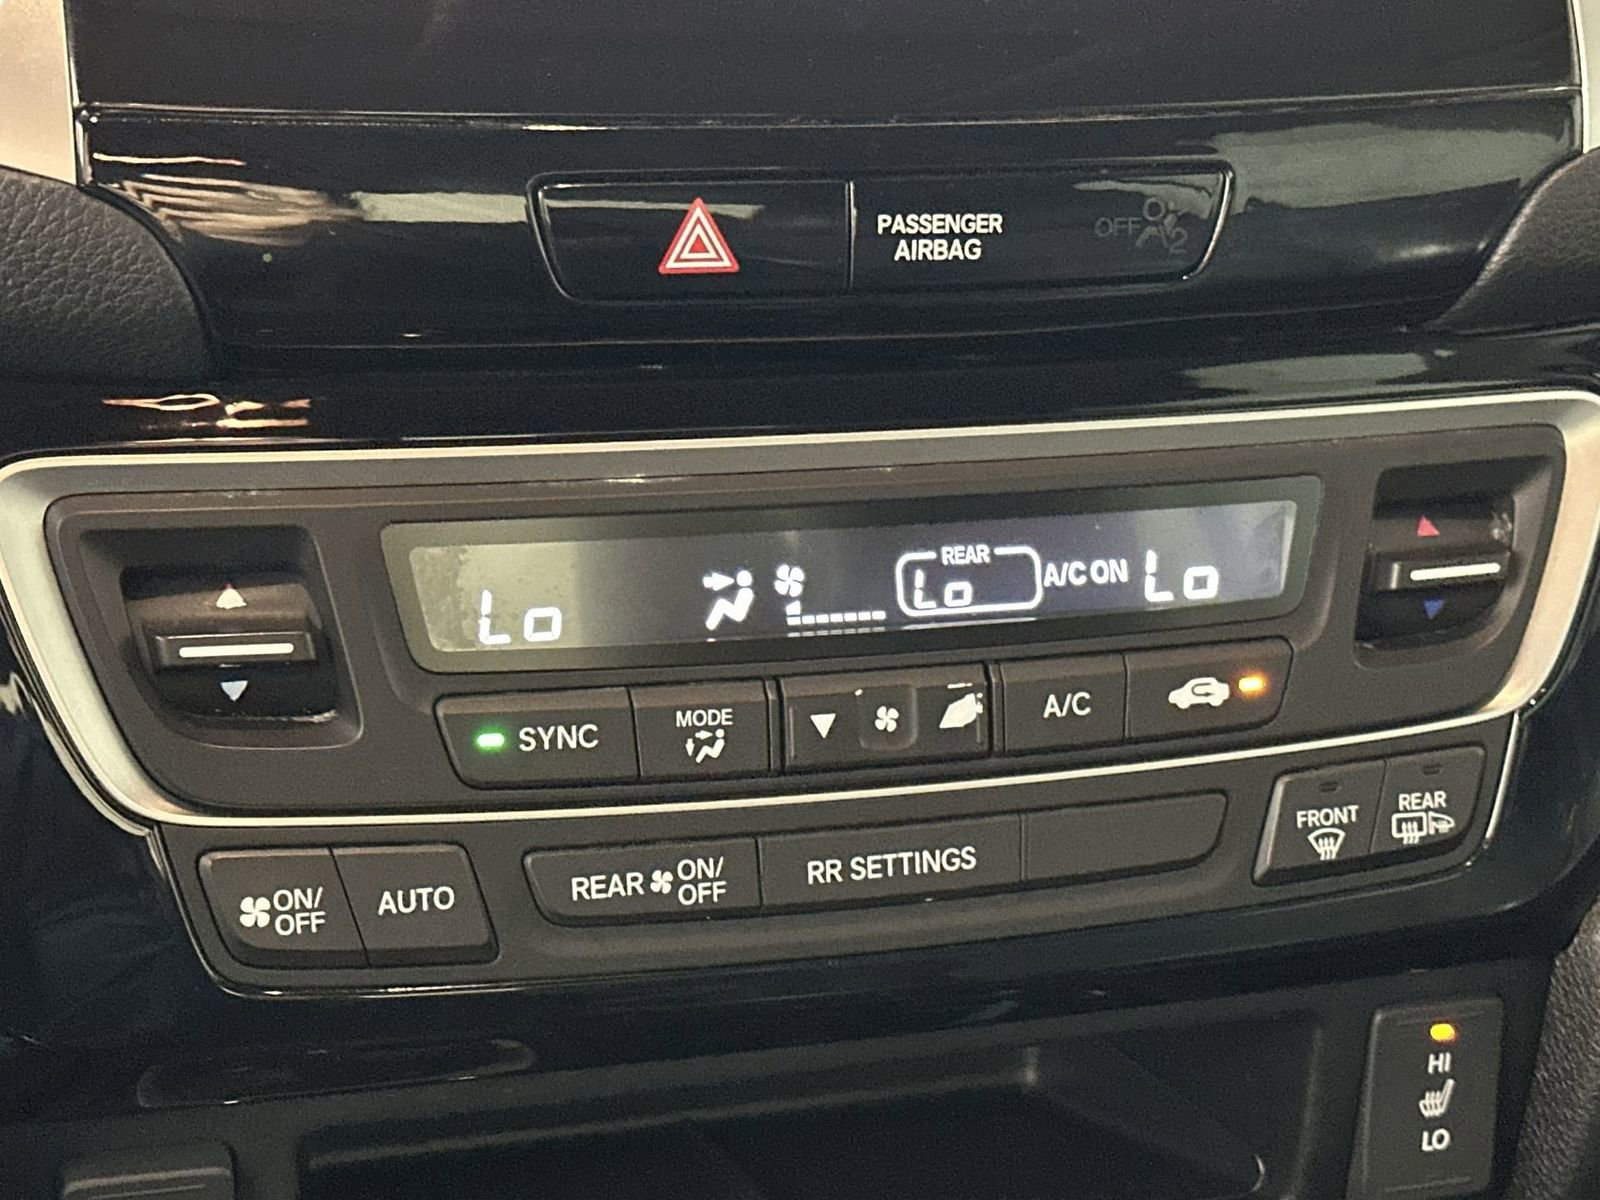 PASSENGER
AIRBAG
OFF
2
REAR
Lo
Lo
A/C ON
Lo
SYNC
MODE
A/C
ON/
OFF
AUTO
REAR
ON/
OFF
RR SETTINGS
FRONT
REAR
HI
LO